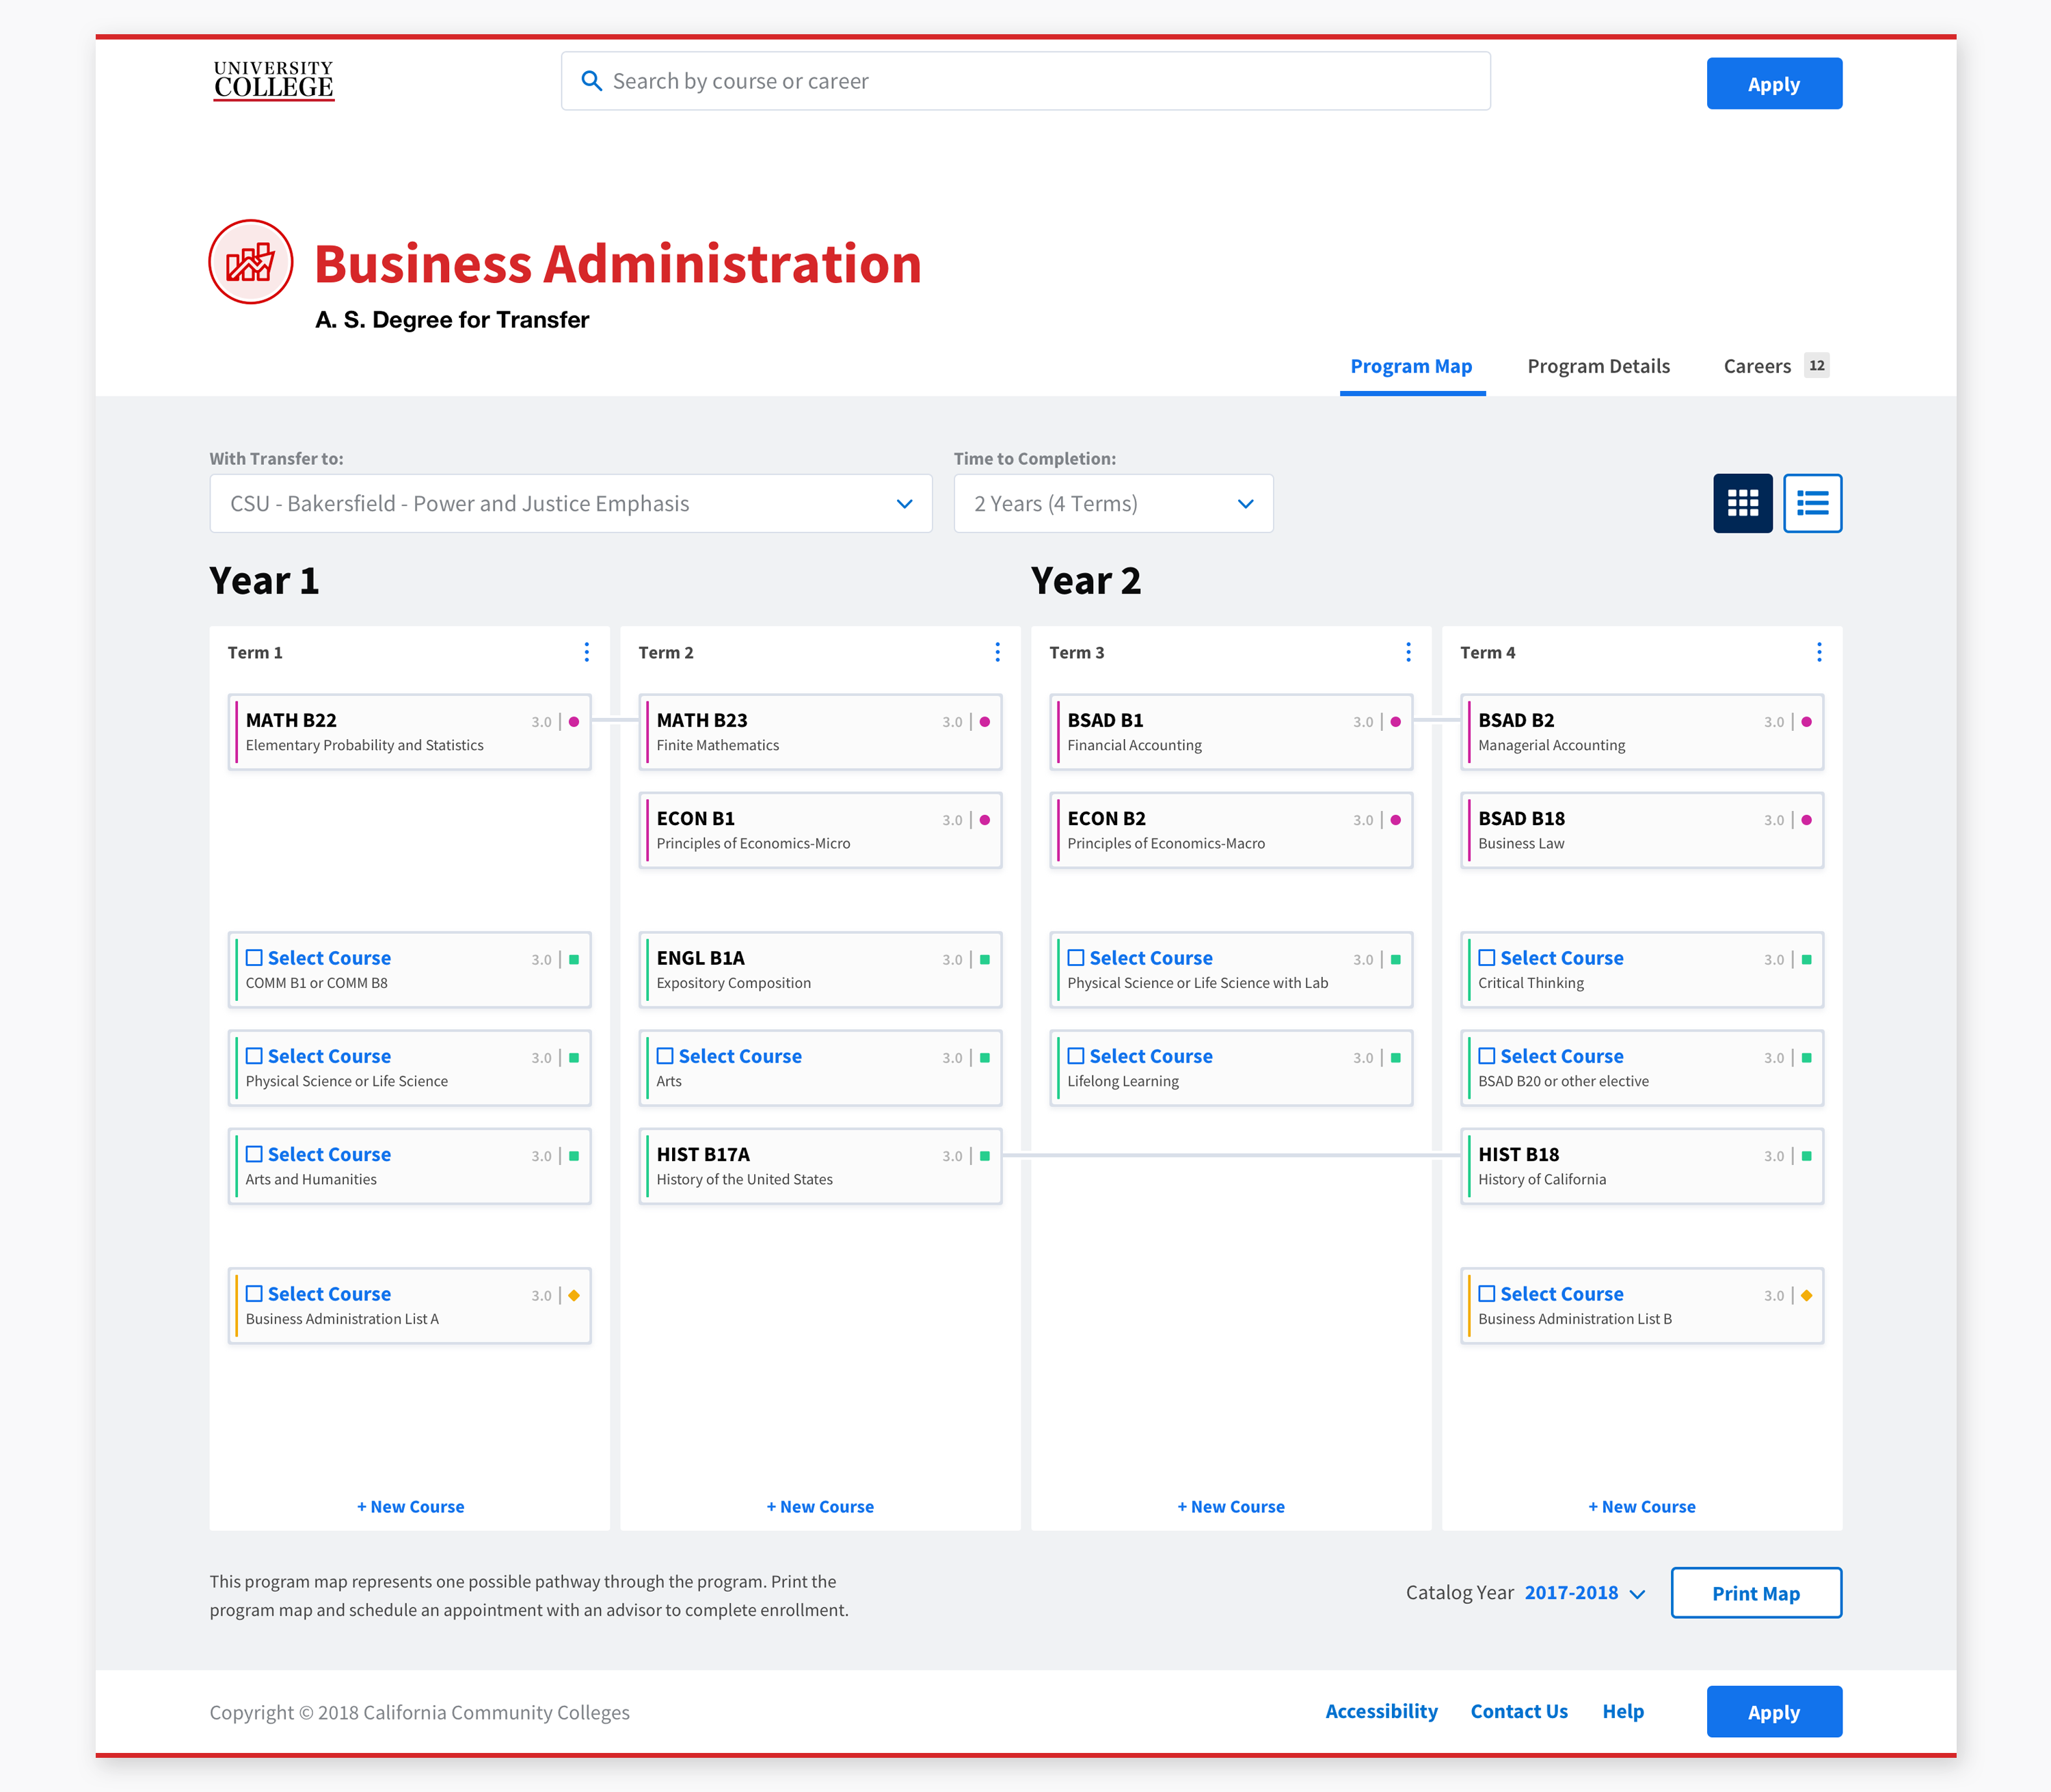 UNIVERSITY
COLLEGE
Search by course or career
Apply
Business Administration
A. S. Degree for Transfer
Program Map
Program Details
Careers 12
With Transfer to:
Time to Completion:
CSU - Bakersfield - Power and Justice Emphasis
2 Years (4 Terms)
Year 1
Year 2
Term 1
MATH B22 3.0 |
Elementary Probability and Statistics
Select Course 3.0 |
COMM B1 or COMM B8
Select Course 3.0 |
Physical Science or Life Science
Select Course 3.0 |
Arts and Humanities
Select Course 3.0 |
Business Administration List A
+ New Course
Term 2
MATH B23 3.0 |
Finite Mathematics
ECON B1 3.0 |
Principles of Economics-Micro
ENGL B1A 3.0 |
Expository Composition
Select Course 3.0 |
Arts
HIST B17A 3.0 |
History of the United States
+ New Course
Term 3
BSAD B1 3.0 |
Financial Accounting
ECON B2 3.0 |
Principles of Economics-Macro
Select Course 3.0 |
Physical Science or Life Science with Lab
Select Course 3.0 |
Lifelong Learning
+ New Course
Term 4
BSAD B2 3.0 |
Managerial Accounting
BSAD B18 3.0 |
Business Law
Select Course 3.0 |
Critical Thinking
Select Course 3.0 |
BSAD B20 or other elective
HIST B18 3.0 |
History of California
Select Course 3.0 |
Business Administration List B
+ New Course
This program map represents one possible pathway through the program. Print the
program map and schedule an appointment with an advisor to complete enrollment.
Catalog Year 2017-2018
Print Map
Copyright © 2018 California Community Colleges
Accessibility
Contact Us
Help
Apply